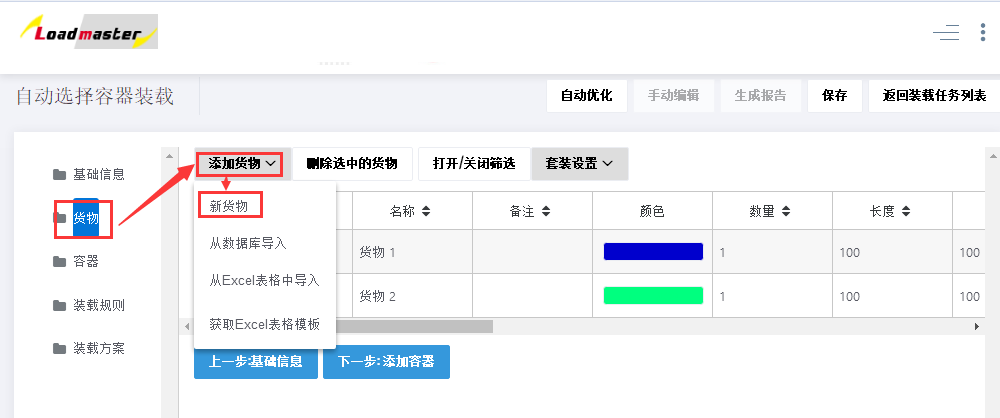 Loadmaster
自动选择容器装载
自动优化 手动编辑 生成报告 保存 返回装载任务列表
基础信息
货物
容器
装载规则
装载方案
添加货物 删除选中的货物 打开/关闭筛选 套装设置
新货物
从数据库导入
从Excel表格中导入
获取Excel表格模板
名称 备注 颜色 数量 长度
货物 1 1 100 100
货物 2 1 100 100
上一步:基础信息 下一步:添加容器